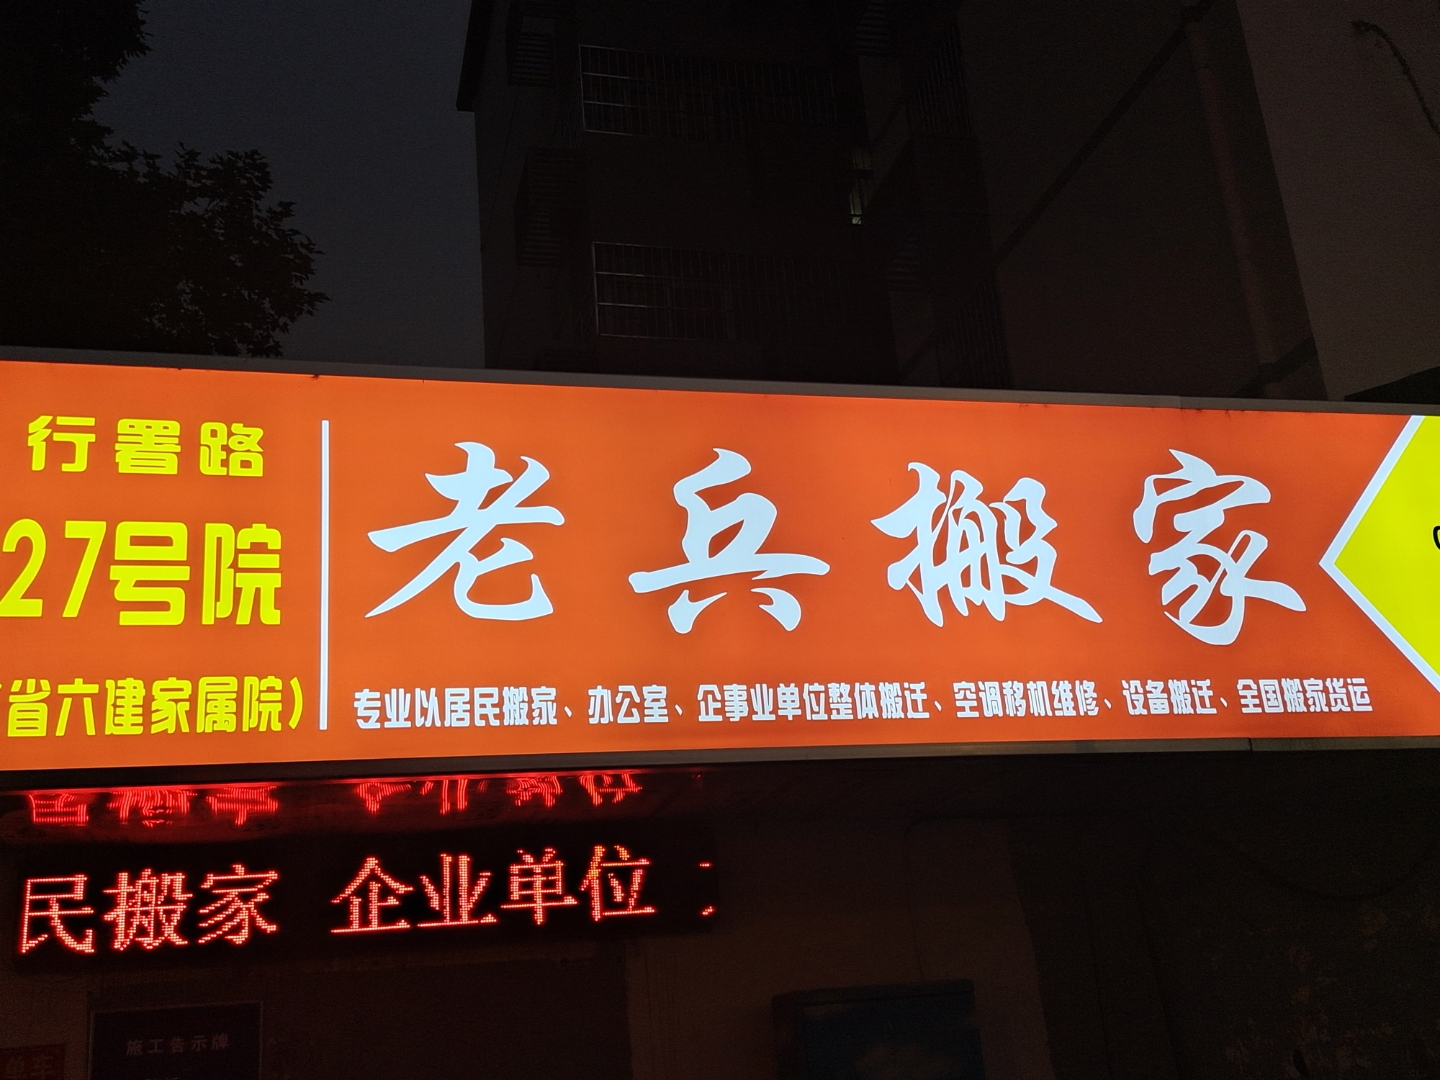 行署路
27号院
省六建家属院）
老兵搬家
专业以居民搬家、办公室、企事业单位整体搬迁、空调移机维修、设备搬迁、全国搬家货运
民搬家 企业单位
施工告示牌
单车